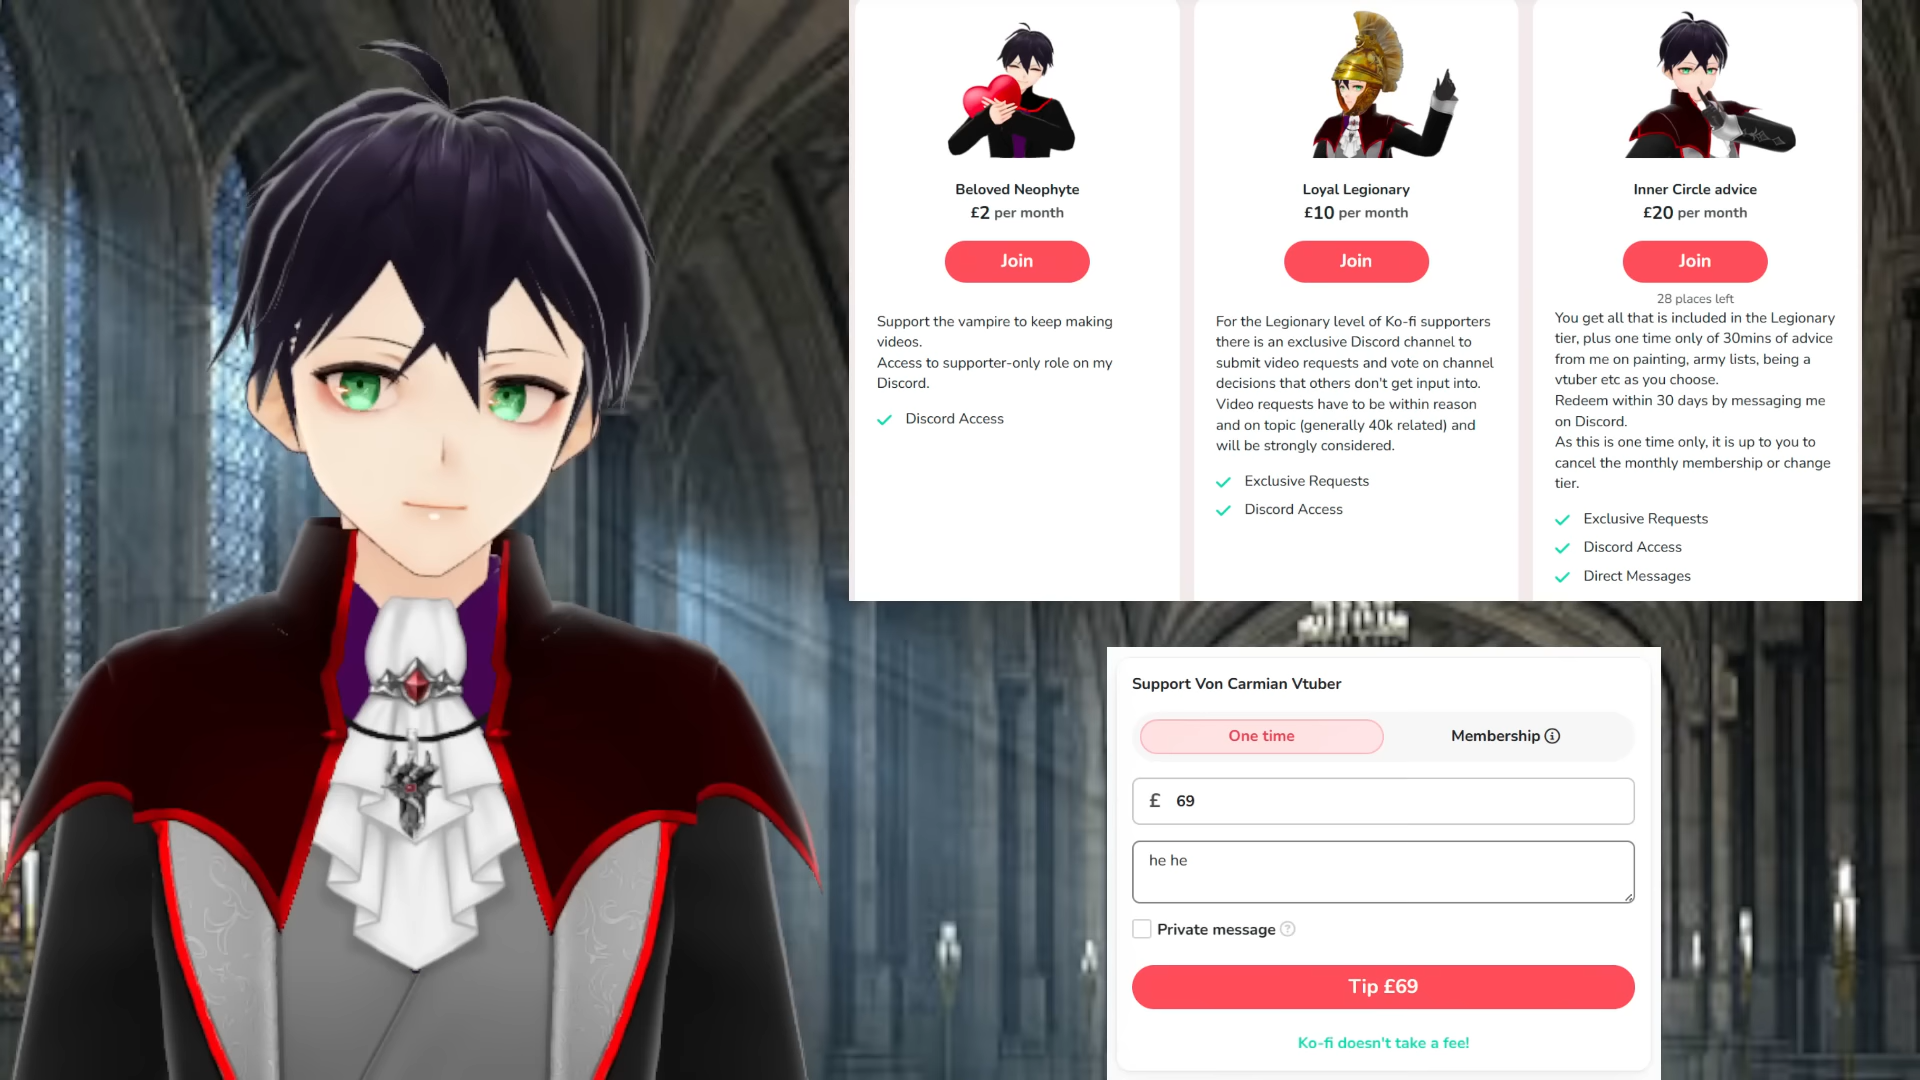 Beloved Neophyte
£2 per month
Join
Support the vampire to keep making
videos.
Access to supporter-only role on my
Discord.
Discord Access
Loyal Legionary
£10 per month
Join
For the Legionary level of Ko-fi supporters
there is an exclusive Discord channel to
submit video requests and vote on channel
decisions that others don't get input into.
Video requests have to be within reason
and on topic (generally 40k related) and
will be strongly considered.
Exclusive Requests
Discord Access
Inner Circle advice
£20 per month
Join
28 places left
You get all that is included in the Legionary
tier, plus one time only of 30mins of advice
from me on painting, army lists, being a
vtuber etc as you choose.
Redeem within 30 days by messaging me
on Discord.
As this is one time only, it is up to you to
cancel the monthly membership or change
tier.
Exclusive Requests
Discord Access
Direct Messages
Support Von Carmian Vtuber
One time
Membership
£ 69
he he
Private message
Tip £69
Ko-fi doesn't take a fee!